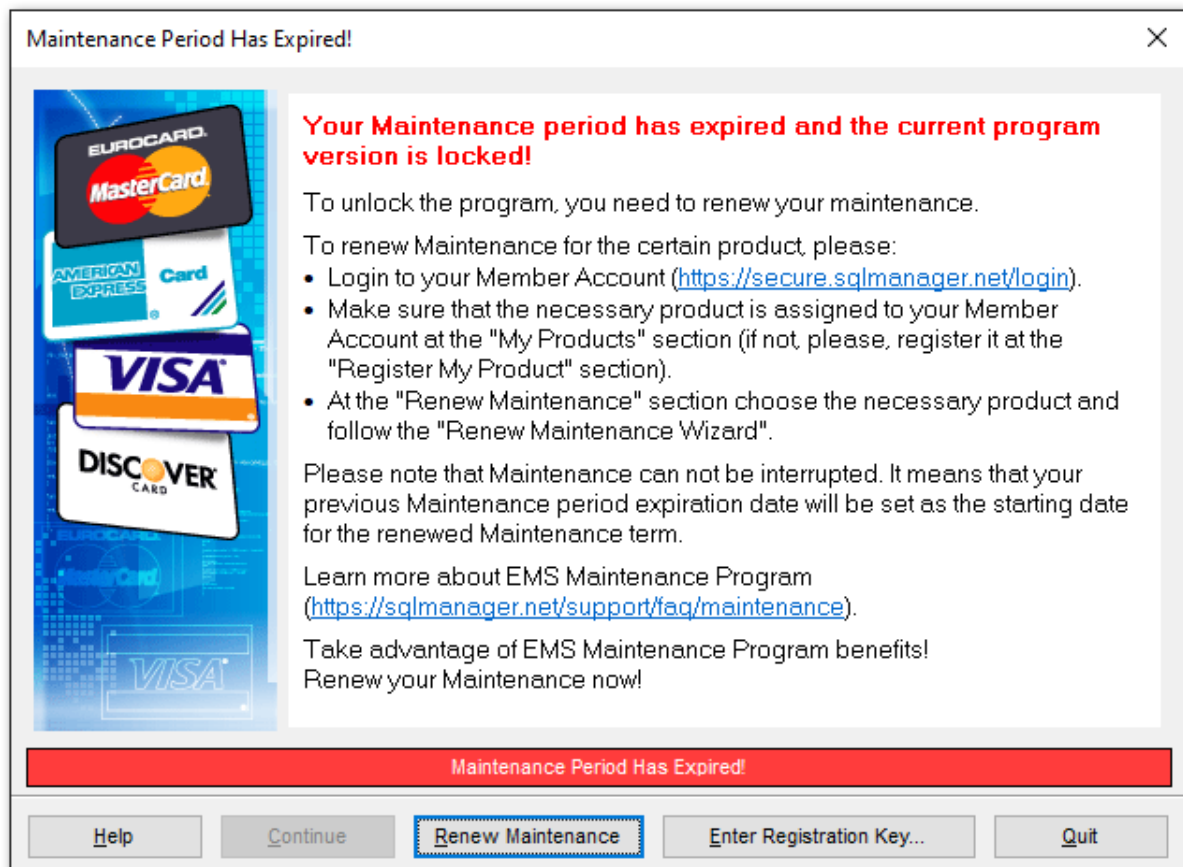 Maintenance Period Has Expired!
EUROCARD.
MasterCard
AMERICAN
EXPRESS
Card
®
VISA
DISCOVER
CARD
EUROCARD.
MasterCard
VISA
Your Maintenance period has expired and the current program
version is locked!
To unlock the program, you need to renew your maintenance.
To renew Maintenance for the certain product, please:
• Login to your Member Account (https://secure.sqlmanager.net/login).
• Make sure that the necessary product is assigned to your Member
Account at the "My Products" section (if not, please, register it at the
"Register My Product" section).
• At the "Renew Maintenance" section choose the necessary product and
follow the "Renew Maintenance Wizard".
Please note that Maintenance can not be interrupted. It means that your
previous Maintenance period expiration date will be set as the starting date
for the renewed Maintenance term.
Learn more about EMS Maintenance Program
(https://sqlmanager.net/support/faq/maintenance).
Take advantage of EMS Maintenance Program benefits!
Renew your Maintenance now!
Maintenance Period Has Expired!
Help
Continue
Renew Maintenance
Enter Registration Key...
Quit